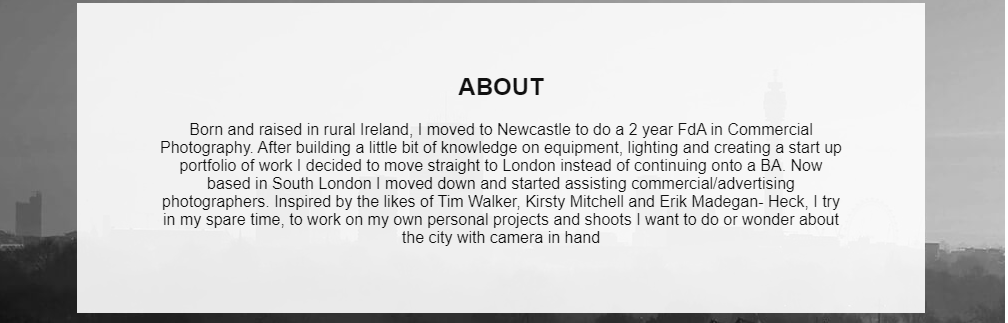 ABOUT
Born and raised in rural Ireland, I moved to Newcastle to do a 2 year FdA in Commercial
Photography. After building a little bit of knowledge on equipment, lighting and creating a start up
portfolio of work I decided to move straight to London instead of continuing onto a BA. Now
based in South London I moved down and started assisting commercial/advertising
photographers. Inspired by the likes of Tim Walker, Kirsty Mitchell and Erik Madegan- Heck, I try
in my spare time, to work on my own personal projects and shoots I want to do or wonder about
the city with camera in hand